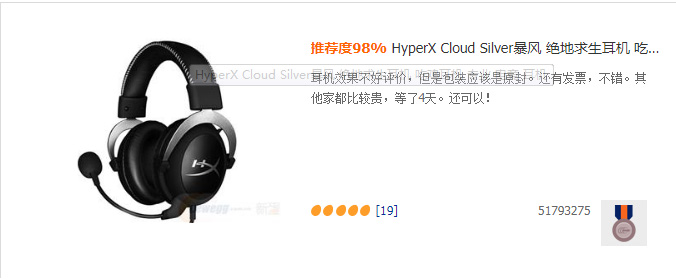 推荐度98% HyperX Cloud Silver暴风 绝地求生耳机 吃...
耳机效果不好评价，但是包装应该是原封。还有发票，不错。其
他家都比较贵，等了4天。还可以！
[19]
51793275